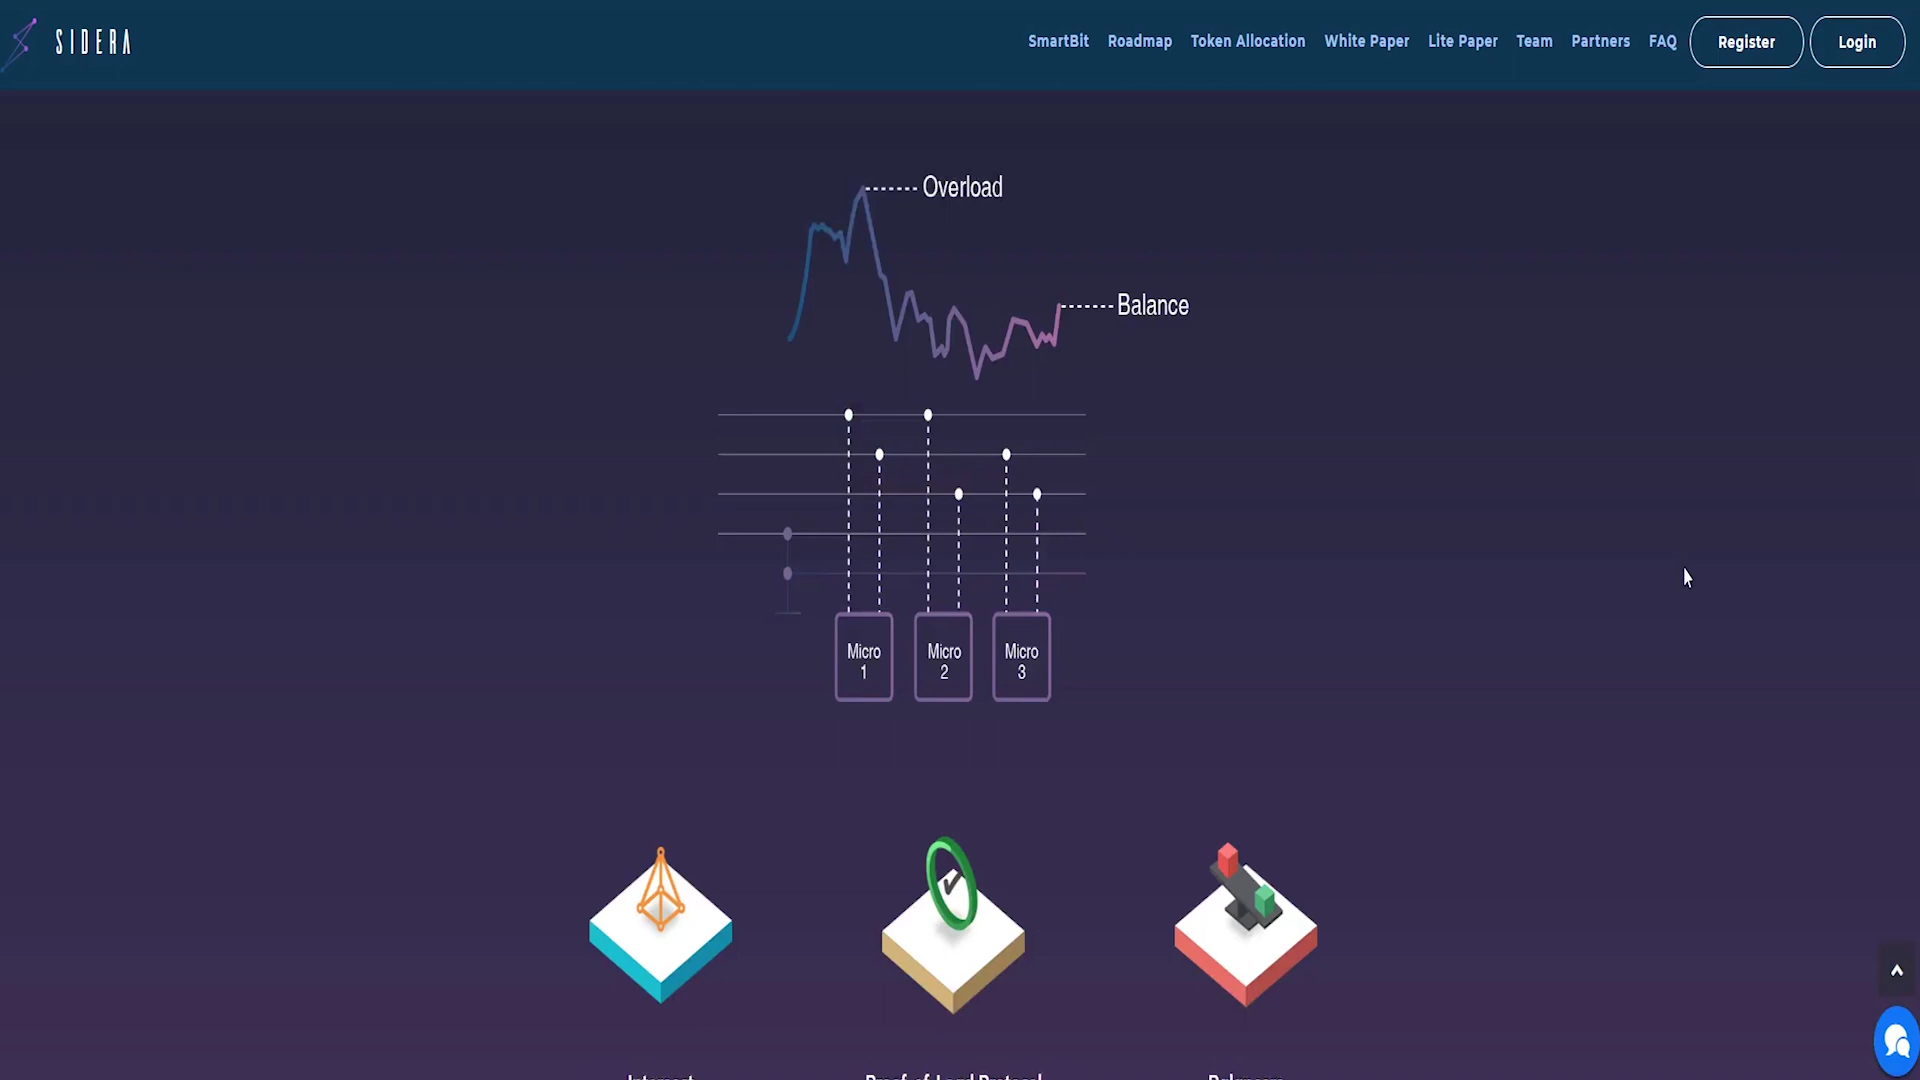 SIDERA
SmartBit Roadmap Token Allocation White Paper Lite Paper Team Partners FAQ Register Login
Overload
Balance
Micro 1
Micro 2
Micro 3